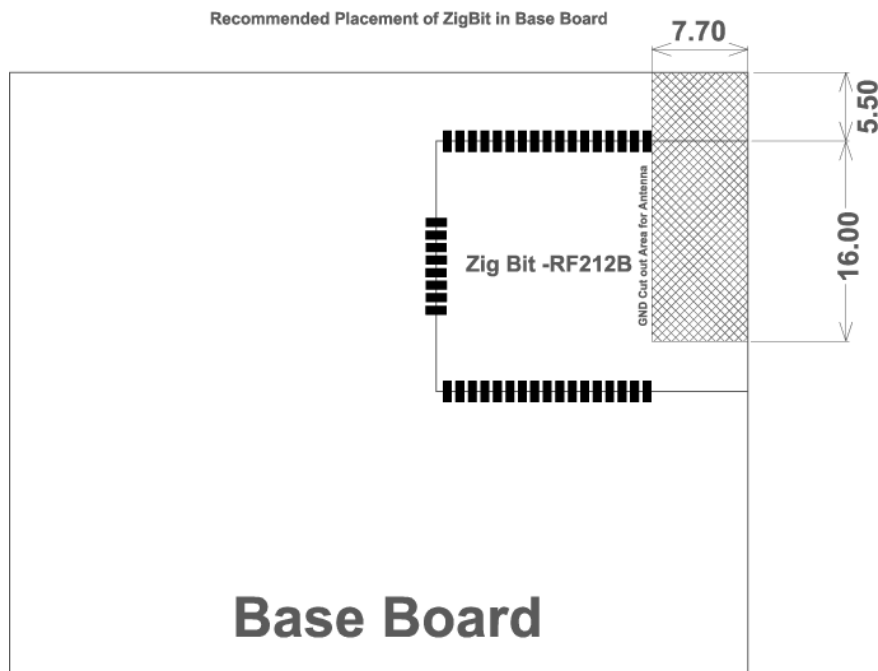 Recommended Placement of ZigBit in Base Board
7.70
5.50
16.00
GND Cut out Area for Antenna
Zig Bit -RF212B
Base Board